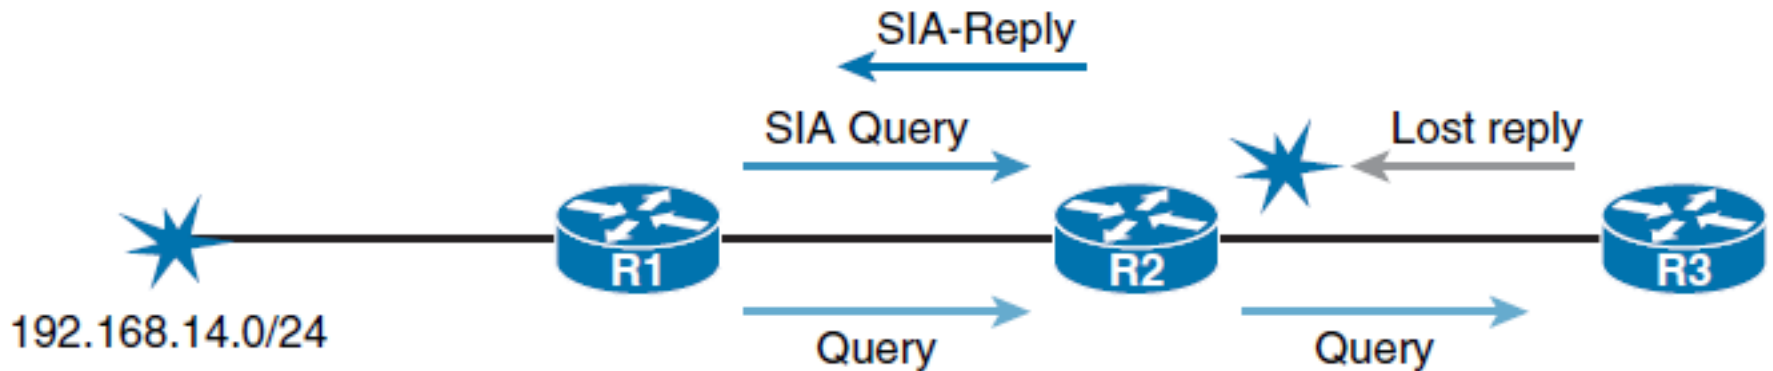 SIA-Reply
SIA Query
Lost reply
R1
R2
R3
192.168.14.0/24
Query
Query